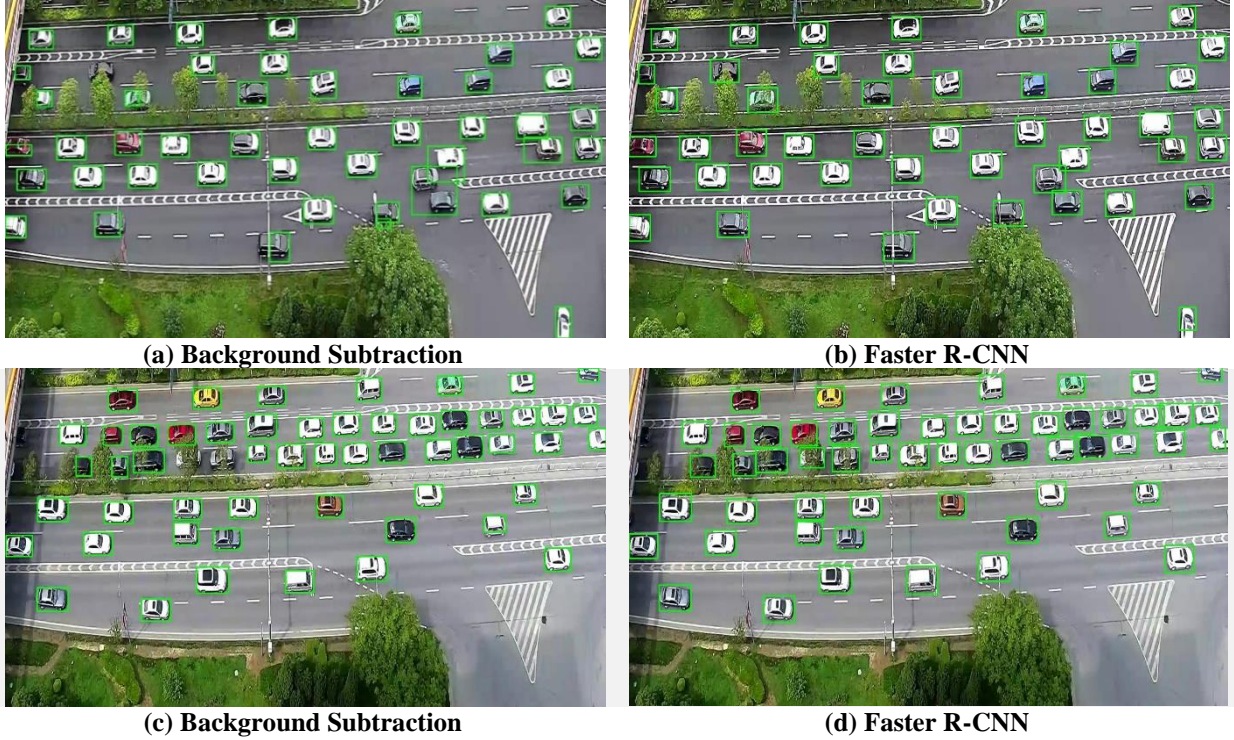 (a) Background Subtraction
(b) Faster R-CNN
(c) Background Subtraction
(d) Faster R-CNN